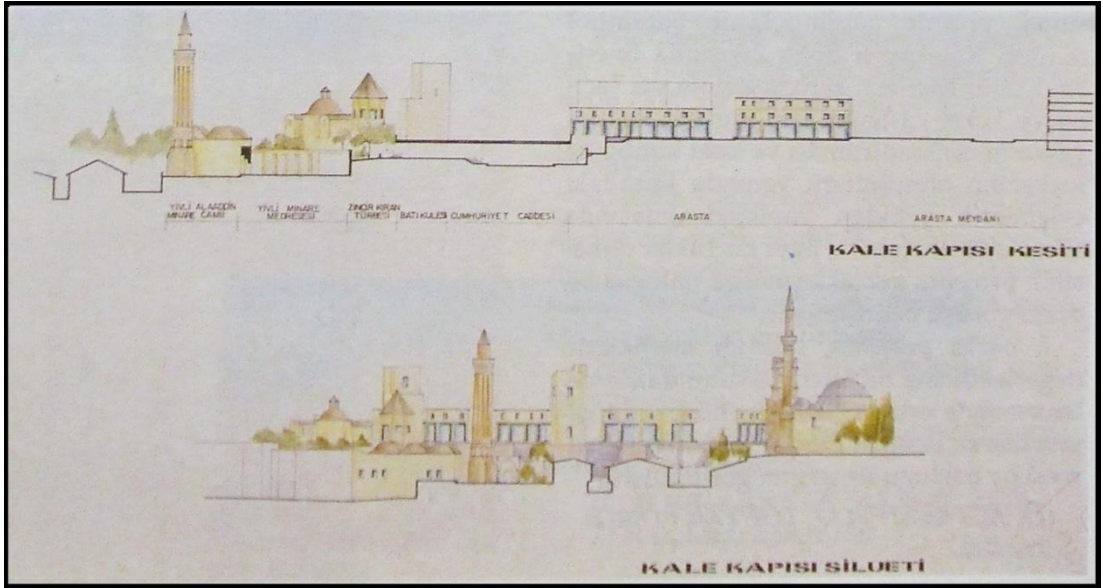 YİVLİ ALAADDİN YİVLİ MİNARE ZİNCİR KIRAN
MİNARE CAMİİ MEDRESESİ TÜRBESİ BATI KULESİ CUMHURİYET CADDESİ ARASTA ARASTA MEYDANI
KALE KAPISI KESİTİ
KALE KAPISI SİLUETİ